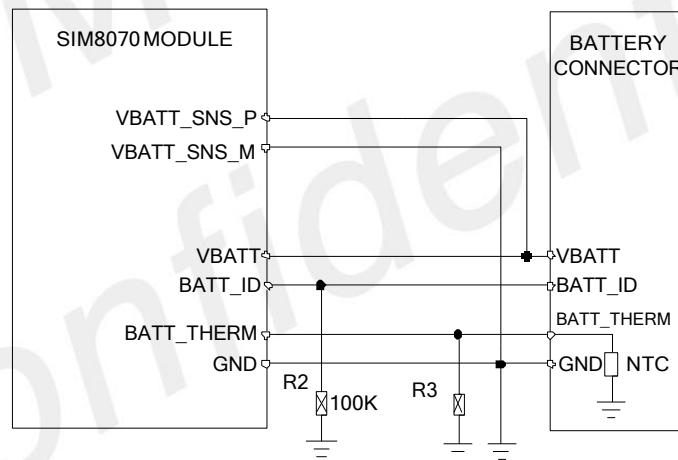 SIM8070 MODULE
BATTERY
CONNECTOR
VBATT_SNS_P
VBATT_SNS_M
VBATT
VBATT
BATT_ID
BATT_ID
BATT_THERM
BATT_THERM
GND
GND
NTC
R2
100K
R3